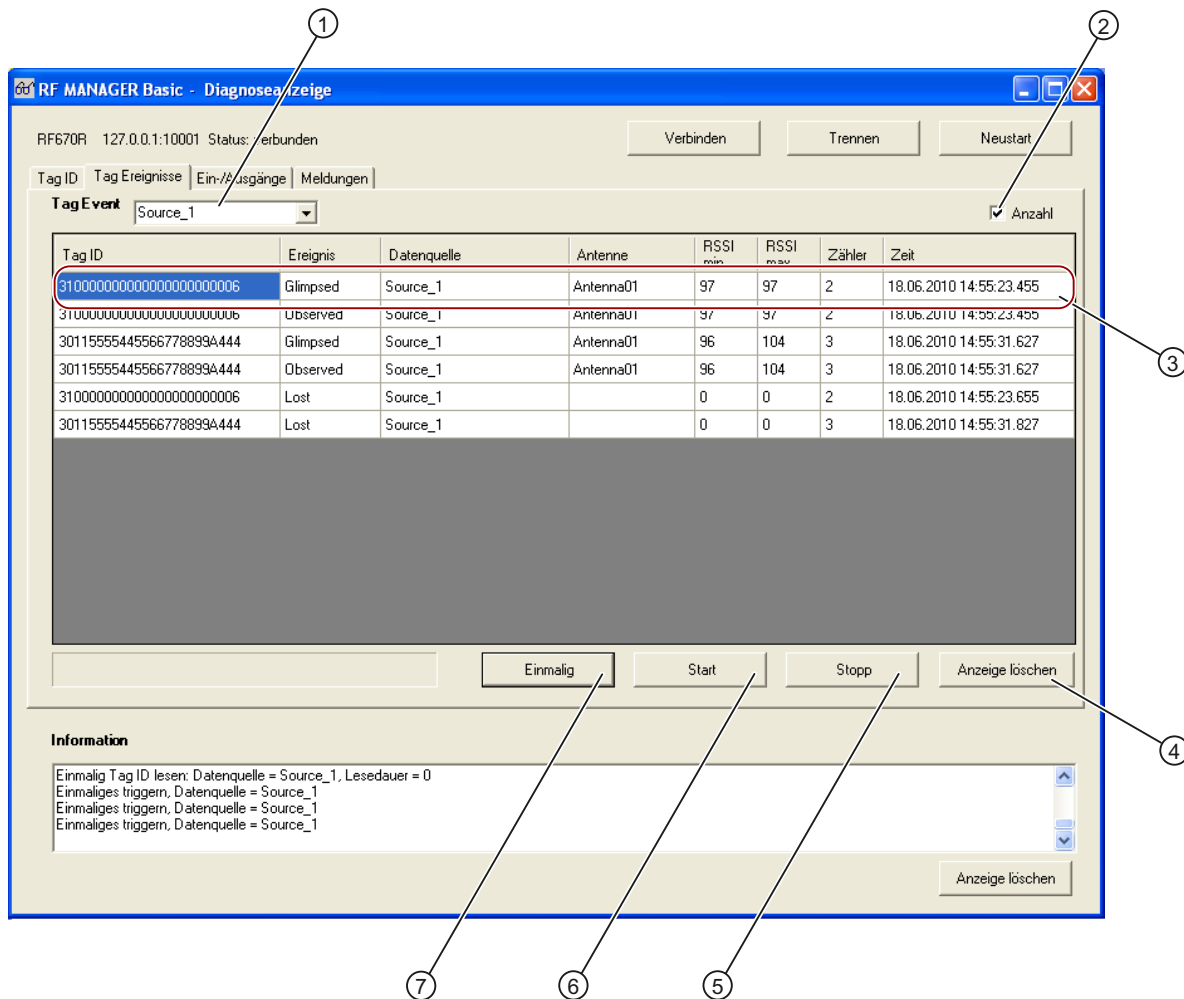 1
2
RF MANAGER Basic - Diagnoseanzeige
RF670R 127.0.0.1:10001 Status: verbunden
Verbinden Trennen Neustart
Tag ID Tag Ereignisse Ein-/Ausgänge Meldungen
Tag Event Source_1 Anzahl
Tag ID Ereignis Datenquelle Antenne RSSI min RSSI max Zähler Zeit
310000000000000000000006 Glimpsed Source_1 Antenna01 97 97 2 18.06.2010 14:55:23.455
310000000000000000000006 Observed Source_1 Antenna01 97 97 2 18.06.2010 14:55:23.455
30115555445566778899A444 Glimpsed Source_1 Antenna01 96 104 3 18.06.2010 14:55:31.627
3
30115555445566778899A444 Observed Source_1 Antenna01 96 104 3 18.06.2010 14:55:31.627
310000000000000000000006 Lost Source_1 0 0 2 18.06.2010 14:55:23.655
30115555445566778899A444 Lost Source_1 0 0 3 18.06.2010 14:55:31.827
Einmalig Start Stopp Anzeige löschen
4
Information
Einmalig Tag ID lesen: Datenquelle = Source_1, Lesedauer = 0
Einmaliges triggern, Datenquelle = Source_1
Einmaliges triggern, Datenquelle = Source_1
Einmaliges triggern, Datenquelle = Source_1
Anzeige löschen
7
6
5